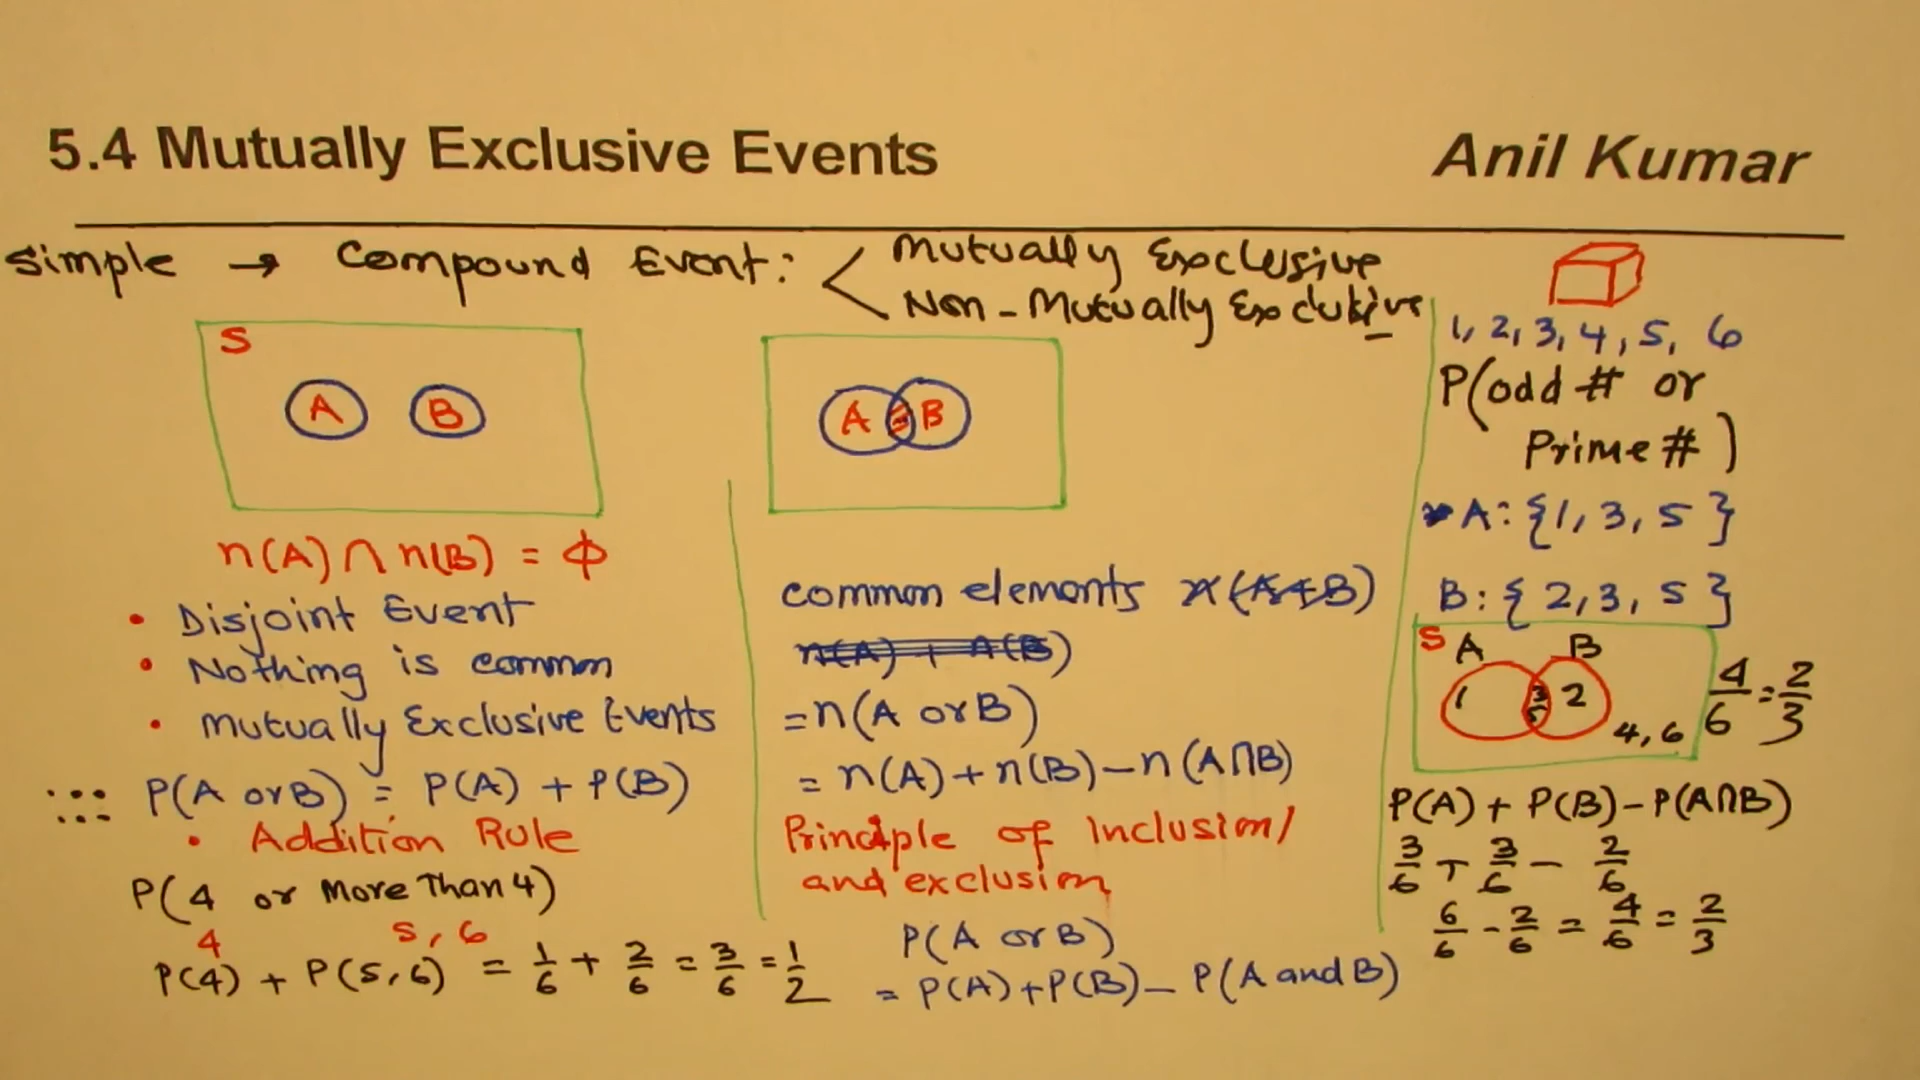 5.4 Mutually Exclusive Events
Anil Kumar
Simple → Compound Event:
Mutually Exclusive
Non-Mutually Exclusive
S
A B
n(A) ∩ n(B) = ϕ
• Disjoint Event
• Nothing is common
• Mutually Exclusive Events
P(A or B) = P(A) + P(B)
• Addition Rule
P(4 or More Than 4)
4 5, 6
P(4) + P(5,6) = 1/6 + 2/6 = 3/6 = 1/2
A B
common elements n(A+B)
n(A) + n(B)
= n(A or B)
= n(A) + n(B) - n(A∩B)
Principle of inclusion/
and exclusion
P(A or B)
= P(A)+P(B) - P(A and B)
1, 2, 3, 4, 5, 6
P(odd # or
Prime #)
A: {1, 3, 5}
B: {2, 3, 5}
S A B
1 3 5 2
4, 6
4/6 = 2/3
P(A) + P(B) - P(A∩B)
3/6 + 3/6 - 2/6
6/6 - 2/6 = 4/6 = 2/3